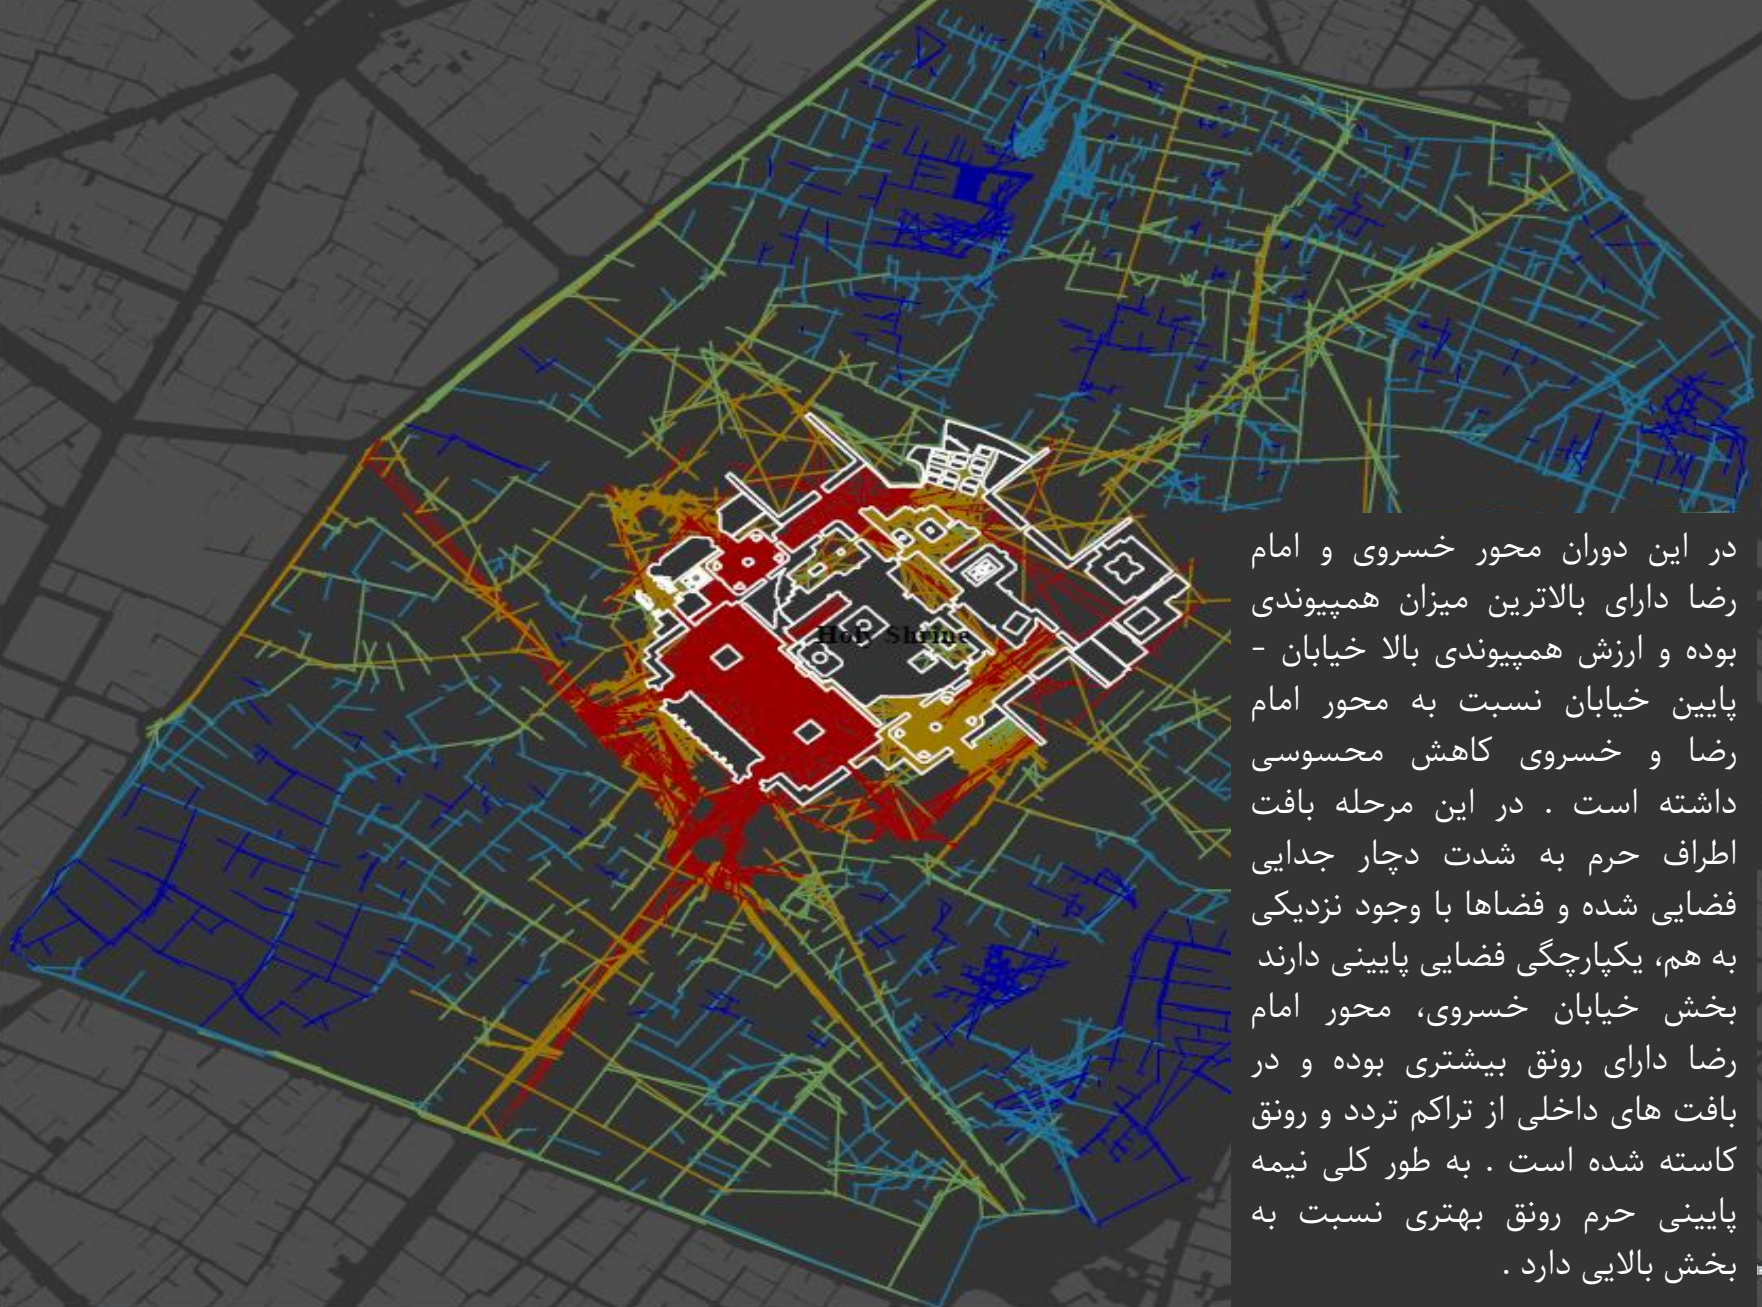 Holy Shrine
در این دوران محور خسروی و امام
رضا دارای بالاترین میزان همپیوندی
بوده و ارزش همپیوندی بالا خیابان -
پایین خیابان نسبت به محور امام
رضا و خسروی کاهش محسوسی
داشته است . در این مرحله بافت
اطراف حرم به شدت دچار جدایی
فضایی شده و فضاها با وجود نزدیکی
به هم، یکپارچگی فضایی پایینی دارند
بخش خیابان خسروی، محور امام
رضا دارای رونق بیشتری بوده و در
بافت های داخلی از تراکم تردد و رونق
کاسته شده است . به طور کلی نیمه
پایینی حرم رونق بهتری نسبت به
بخش بالایی دارد .